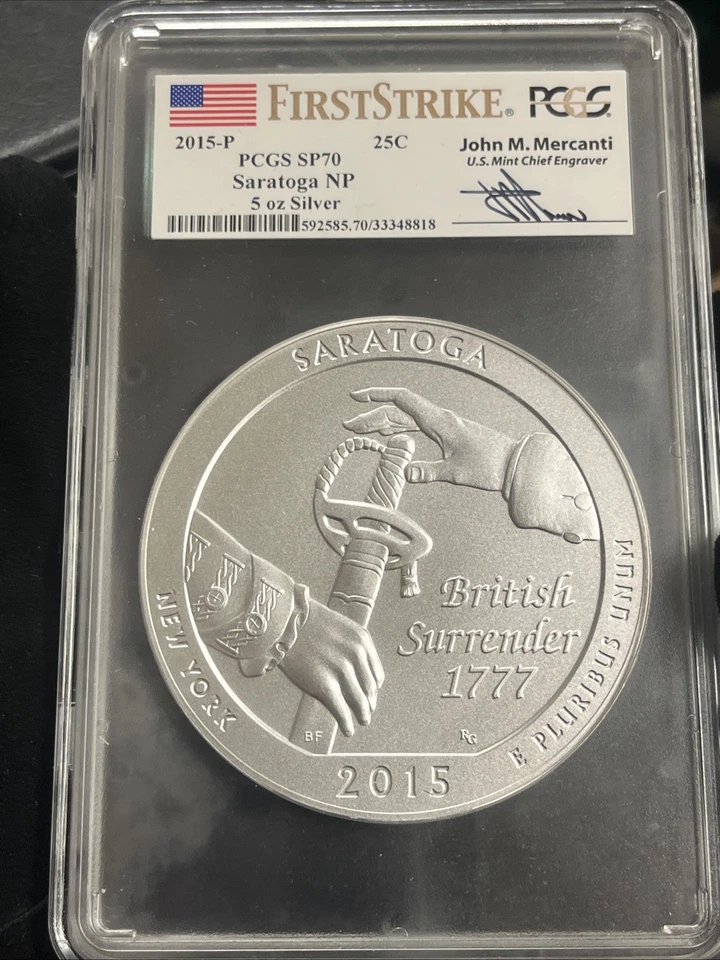 FIRSTSTRIKE® PCGS
2015-P 25C
PCGS SP70
Saratoga NP
5 oz Silver
592585.70/33348818
John M. Mercanti
U.S. Mint Chief Engraver
SARATOGA
British
Surrender
1777
NEW YORK
E PLURIBUS UNUM
BF
RG
2015